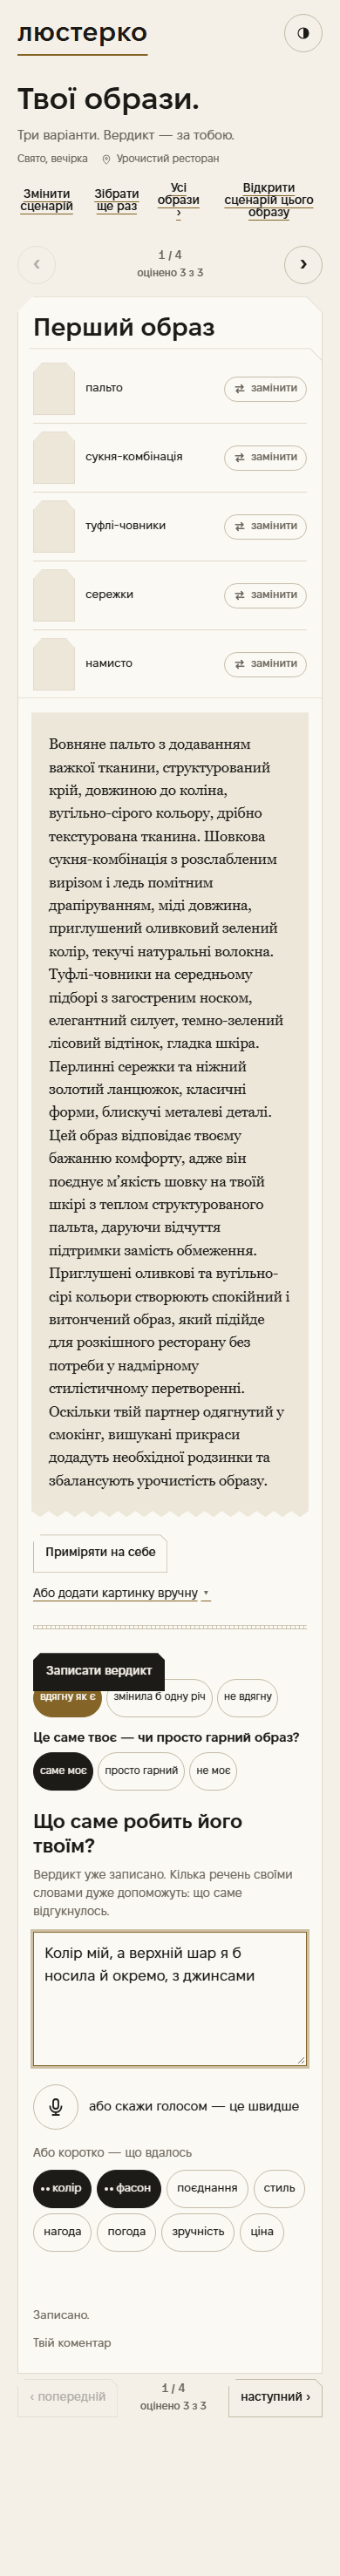 люстерко
Твої образи.
Три варіанти. Вердикт — за тобою.
Свято, вечірка Урочистий ресторан
Змінити сценарій
Зібрати ще раз
Усі образи ›
Відкрити сценарій цього образу
‹
1 / 4
оцінено 3 з 3
›
Перший образ
пальто ⇄ замінити
сукня-комбінація ⇄ замінити
туфлі-човники ⇄ замінити
сережки ⇄ замінити
намисто ⇄ замінити
Вовняне пальто з додаванням
важкої тканини, структурований
крій, довжиною до коліна,
вугільно-сірого кольору, дрібно
текстурована тканина. Шовкова
сукня-комбінація з розслабленим
вирізом і ледь помітним
драпіруванням, міді довжина,
приглушений оливковий зелений
колір, текучі натуральні волокна.
Туфлі-човники на середньому
підборі з загостреним носком,
елегантний силует, темно-зелений
лісовий відтінок, гладка шкіра.
Перлинні сережки та ніжний
золотий ланцюжок, класичні
форми, блискучі металеві деталі.
Цей образ відповідає твоєму
бажанню комфорту, адже він
поєднує м’якість шовку на твоїй
шкірі з теплом структурованого
пальта, даруючи відчуття
підтримки замість обмеження.
Приглушені оливкові та вугільно-
сірі кольори створюють спокійний і
витончений образ, який підійде
для розкішного ресторану без
потреби у надмірному
стилістичному перетворенні.
Оскільки твій партнер одягнутий у
смокінг, вишукані прикраси
додадуть необхідної родзинки та
збалансують урочистість образу.
Приміряти на себе
Або додати картинку вручну
Записати вердикт
вдягну як є змінила б одну річ не вдягну
Це саме твоє — чи просто гарний образ?
саме моє просто гарний не моє
Що саме робить його
твоїм?
Вердикт уже записано. Кілька речень своїми
словами дуже допоможуть: що саме
відгукнулось.
Колір мій, а верхній шар я б
носила й окремо, з джинсами
або скажи голосом — це швидше
Або коротко — що вдалось
колір фасон поєднання стиль
нагода погода зручність ціна
Записано.
Твій коментар
‹ попередній
1 / 4
оцінено 3 з 3
наступний ›